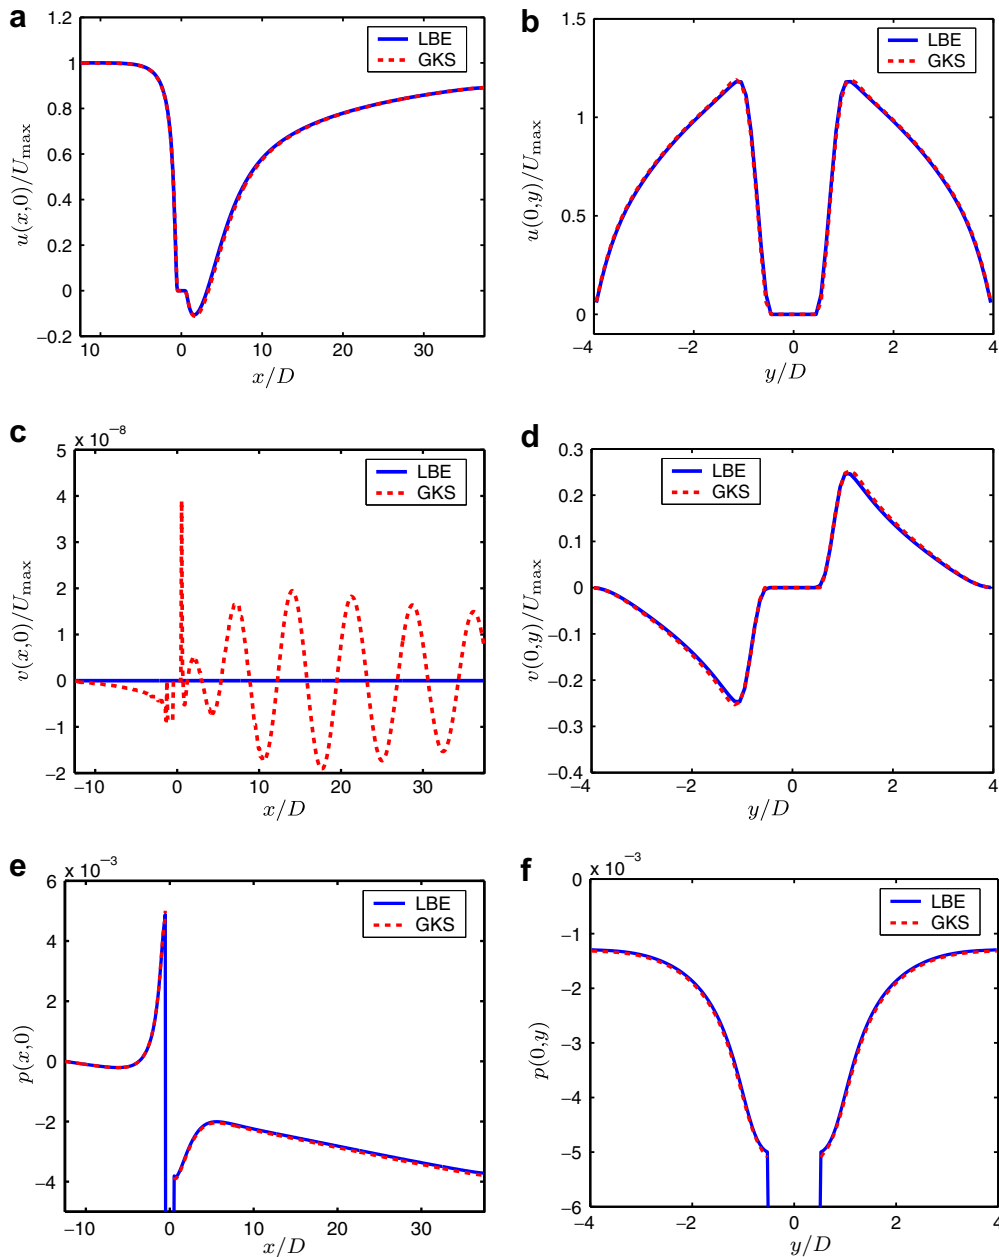 a
1.2
1
0.8
0.6
0.4
0.2
0
−0.2
u(x,0)/U_max
LBE
GKS
10
0
10
20
30
x/D
b
1.5
1
0.5
0
u(0,y)/U_max
LBE
GKS
−4
−2
0
2
4
y/D
c
x 10⁻⁸
5
4
3
2
1
0
−1
−2
v(x,0)/U_max
LBE
GKS
−10
0
10
20
30
x/D
d
0.3
0.2
0.1
0
−0.1
−0.2
−0.3
−0.4
v(0,y)/U_max
LBE
GKS
−4
−2
0
2
4
y/D
e
x 10⁻³
6
4
2
0
−2
−4
p(x,0)
LBE
GKS
−10
0
10
20
30
x/D
f
x 10⁻³
0
−1
−2
−3
−4
−5
−6
p(0,y)
LBE
GKS
−4
−2
0
2
4
y/D